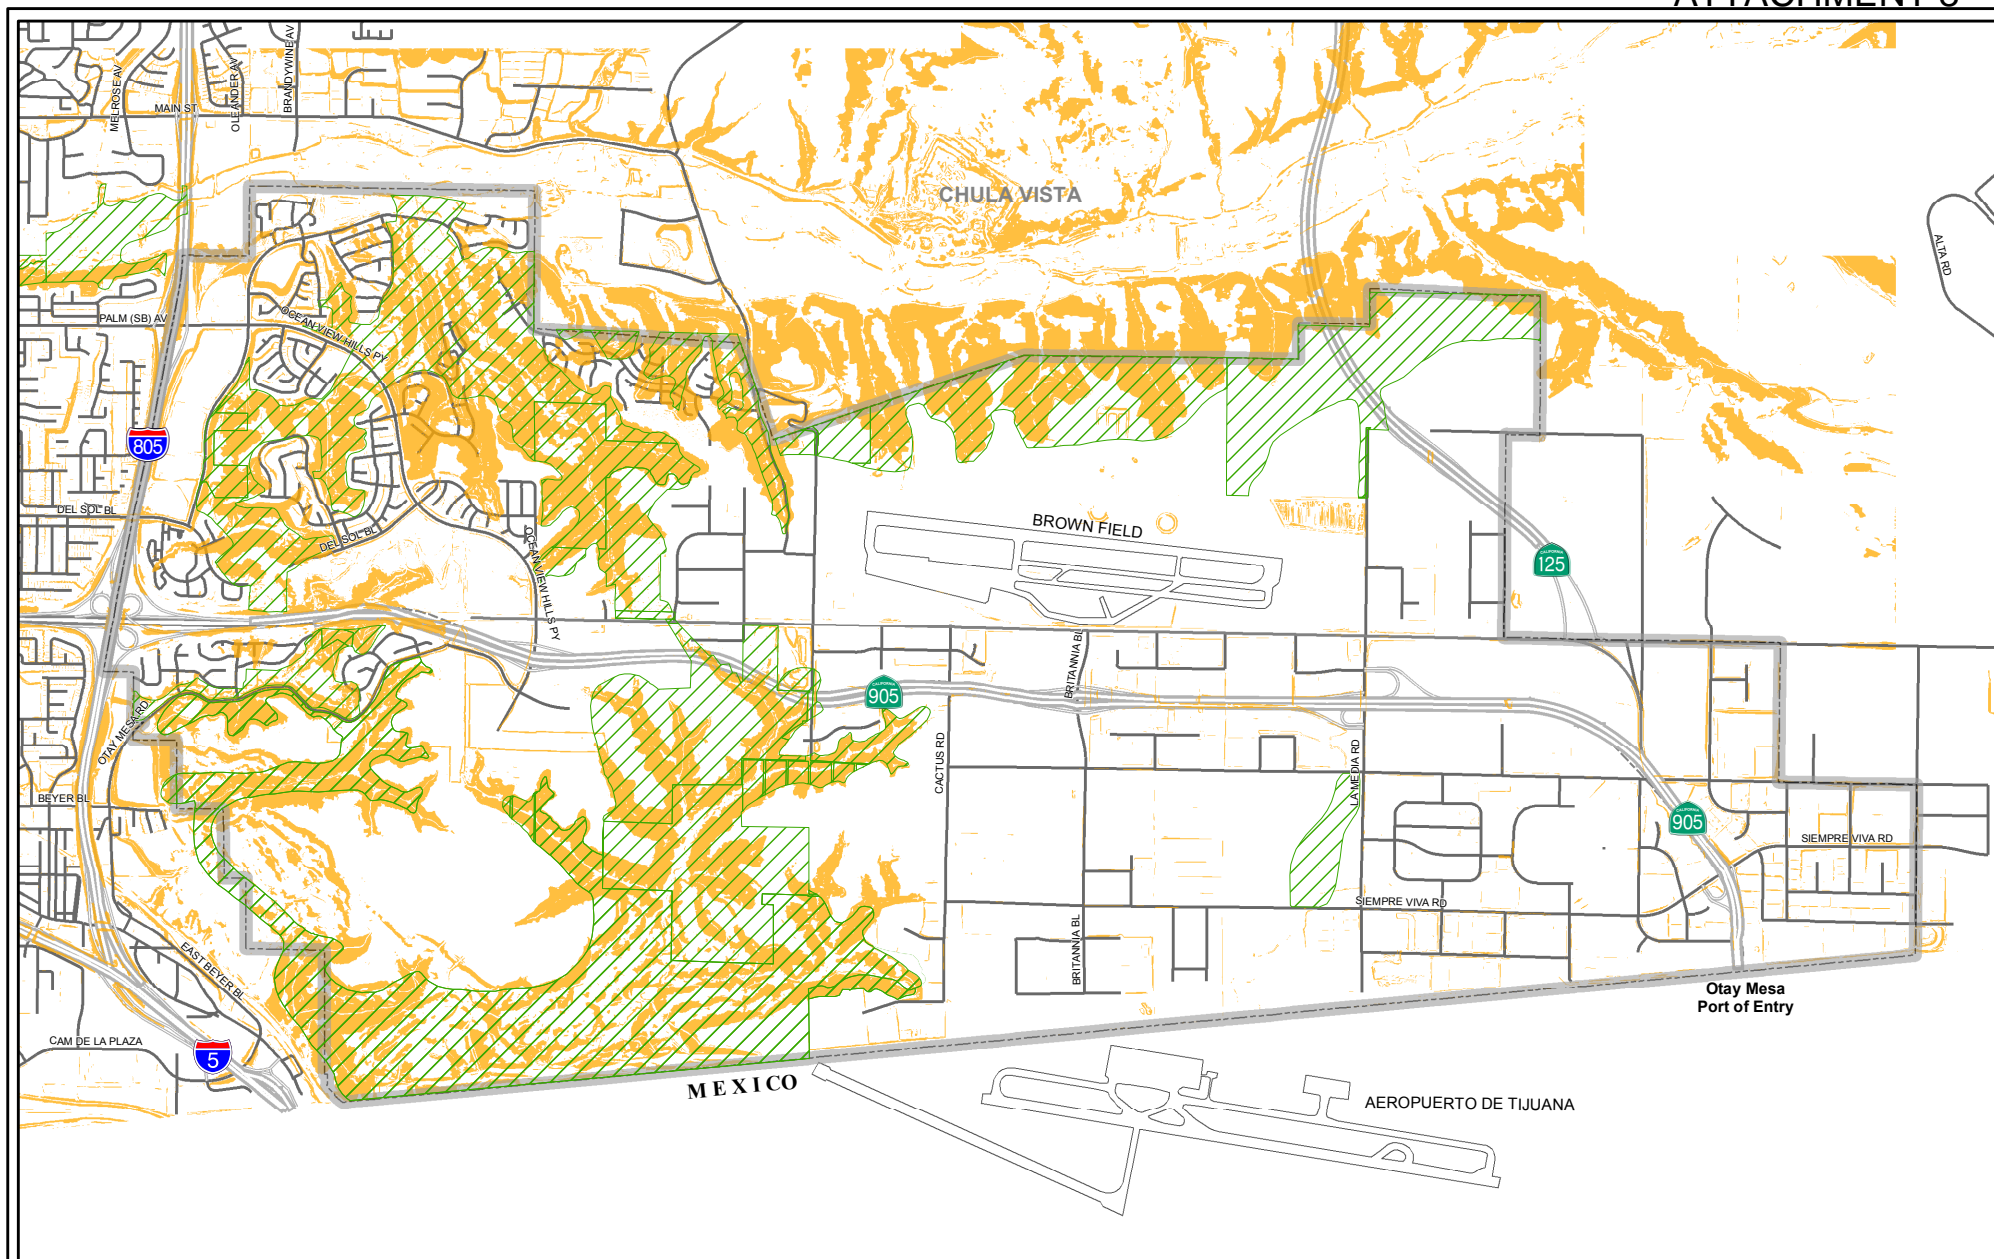 MELROSE AV
MAIN ST
OLEANDER AV
BRANDYWINE AV
CHULA VISTA
ALTA RD
PALM (SB) AV
OCEAN VIEW HILLS PY
805
DEL SOL BL
DEL SOL BL
OCEAN VIEW HILLS PY
BROWN FIELD
CALIFORNIA
125
BRITANNIA BL
CALIFORNIA
905
OTAY MESA RD
CACTUS RD
LA MEDIA RD
BEYER BL
CALIFORNIA
905
SIEMPRE VIVA RD
SIEMPRE VIVA RD
BRITANNIA BL
EAST BEYER BL
Otay Mesa
Port of Entry
CAM DE LA PLAZA
5
MEXICO
AEROPUERTO DE TIJUANA